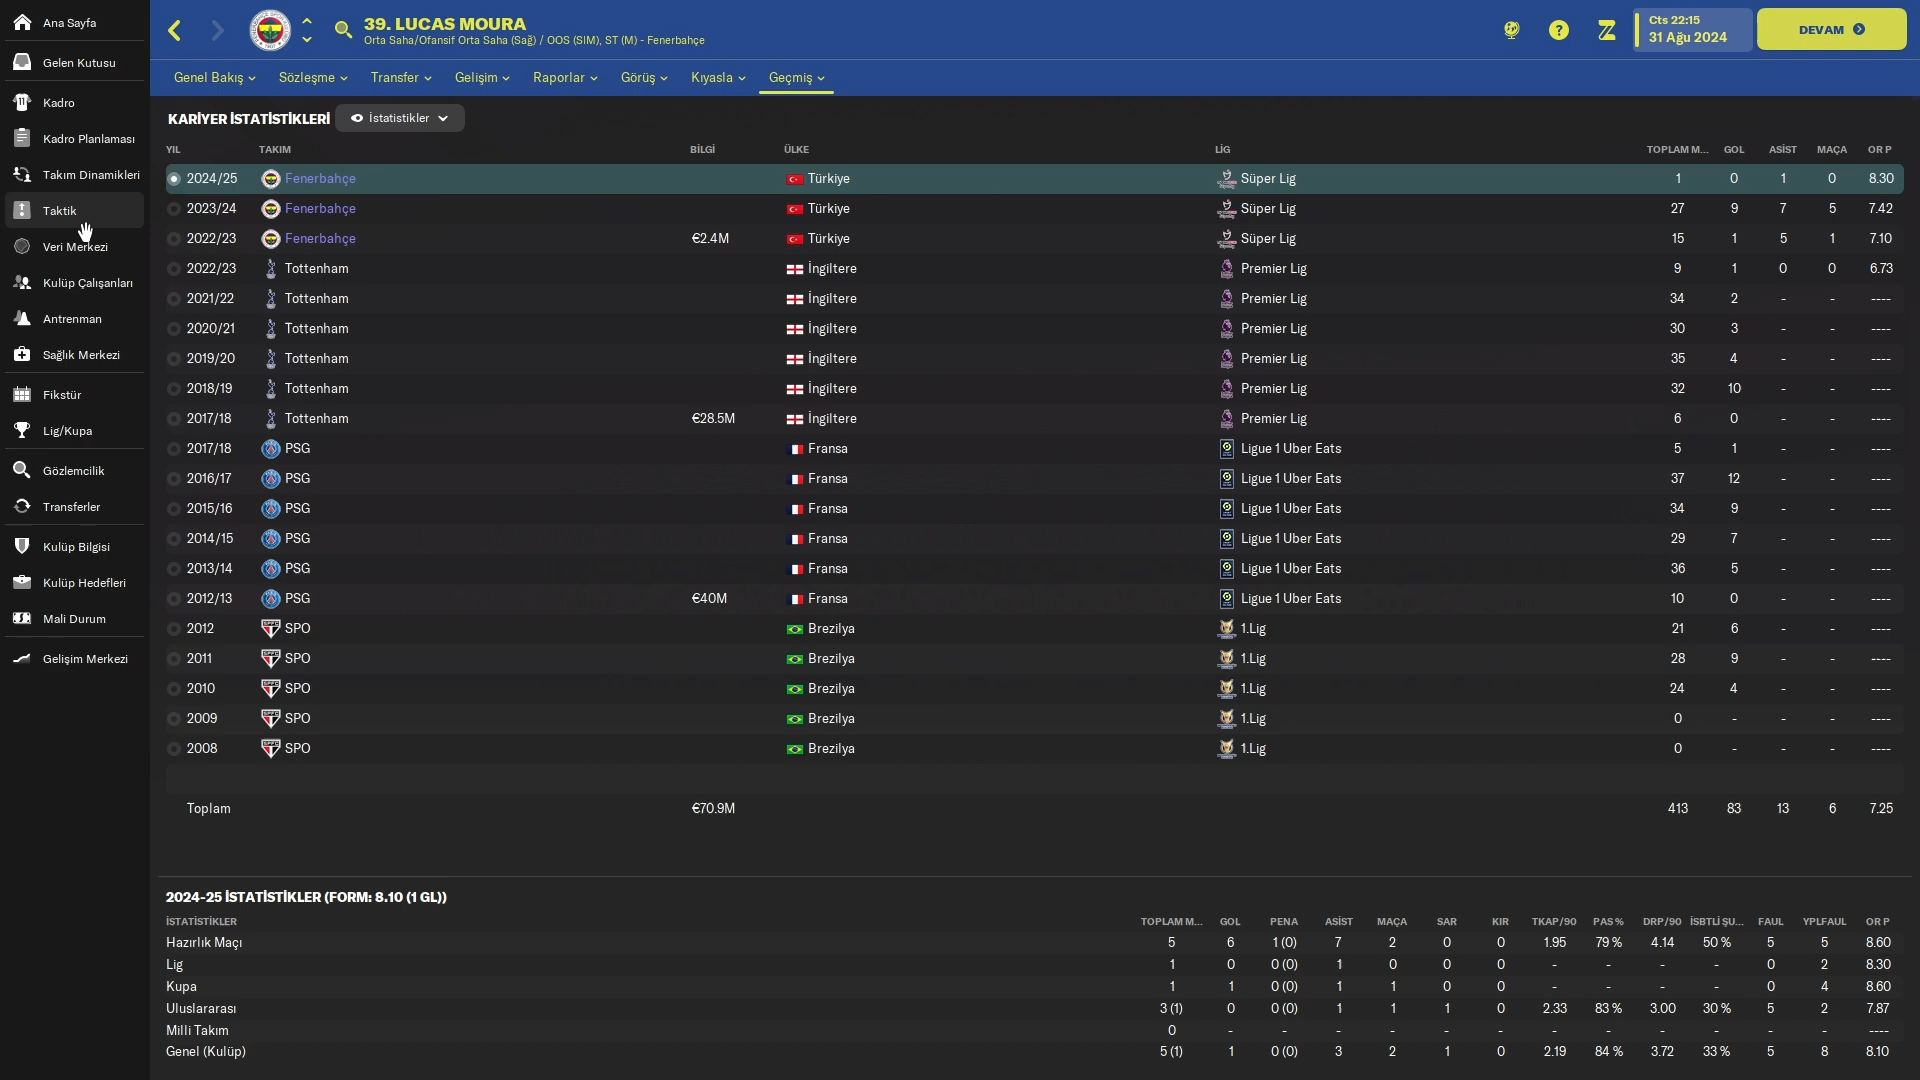 Ana Sayfa
Gelen Kutusu
Kadro
Kadro Planlaması
Takım Dinamikleri
Taktik
Veri Merkezi
Kulüp Çalışanları
Antrenman
Sağlık Merkezi
Fikstür
Lig/Kupa
Gözlemcilik
Transferler
Kulüp Bilgisi
Kulüp Hedefleri
Mali Durum
Gelişim Merkezi
39. LUCAS MOURA
Orta Saha/Ofansif Orta Saha (Sağ) / OOS (SIM), ST (M) - Fenerbahçe
Cts 22:15
31 Ağu 2024
DEVAM
Genel Bakış Sözleşme Transfer Gelişim Raporlar Görüş Kıyasla Geçmiş
KARİYER İSTATİSTİKLERİ İstatistikler
YIL TAKIM BİLGİ ÜLKE LİG TOPLAM M... GOL ASİST MAÇA OR P
2024/25 Fenerbahçe Türkiye Süper Lig 1 0 1 0 8.30
2023/24 Fenerbahçe Türkiye Süper Lig 27 9 7 5 7.42
2022/23 Fenerbahçe €2.4M Türkiye Süper Lig 15 1 5 1 7.10
2022/23 Tottenham İngiltere Premier Lig 9 1 0 0 6.73
2021/22 Tottenham İngiltere Premier Lig 34 2 - - ----
2020/21 Tottenham İngiltere Premier Lig 30 3 - - ----
2019/20 Tottenham İngiltere Premier Lig 35 4 - - ----
2018/19 Tottenham İngiltere Premier Lig 32 10 - - ----
2017/18 Tottenham €28.5M İngiltere Premier Lig 6 0 - - ----
2017/18 PSG Fransa Ligue 1 Uber Eats 5 1 - - ----
2016/17 PSG Fransa Ligue 1 Uber Eats 37 12 - - ----
2015/16 PSG Fransa Ligue 1 Uber Eats 34 9 - - ----
2014/15 PSG Fransa Ligue 1 Uber Eats 29 7 - - ----
2013/14 PSG Fransa Ligue 1 Uber Eats 36 5 - - ----
2012/13 PSG €40M Fransa Ligue 1 Uber Eats 10 0 - - ----
2012 SPO Brezilya 1.Lig 21 6 - - ----
2011 SPO Brezilya 1.Lig 28 9 - - ----
2010 SPO Brezilya 1.Lig 24 4 - - ----
2009 SPO Brezilya 1.Lig 0 - - - ----
2008 SPO Brezilya 1.Lig 0 - - - ----
Toplam €70.9M 413 83 13 6 7.25
2024-25 İSTATİSTİKLER (FORM: 8.10 (1 GL))
İSTATİSTİKLER TOPLAM M... GOL PENA ASİST MAÇA SAR KIR TKAP/90 PAS % DRP/90 İSBTLİ ŞU... FAUL YPLFAUL OR P
Hazırlık Maçı 5 6 1 (0) 7 2 0 0 1.95 79 % 4.14 50 % 5 5 8.60
Lig 1 0 0 (0) 1 0 0 0 - - - - 0 2 8.30
Kupa 1 1 0 (0) 1 1 0 0 - - - - 0 4 8.60
Uluslararası 3 (1) 0 0 (0) 1 1 1 0 2.33 83 % 3.00 30 % 5 2 7.87
Milli Takım 0 - - - - - - - - - - - - ----
Genel (Kulüp) 5 (1) 1 0 (0) 3 2 1 0 2.19 84 % 3.72 33 % 5 8 8.10